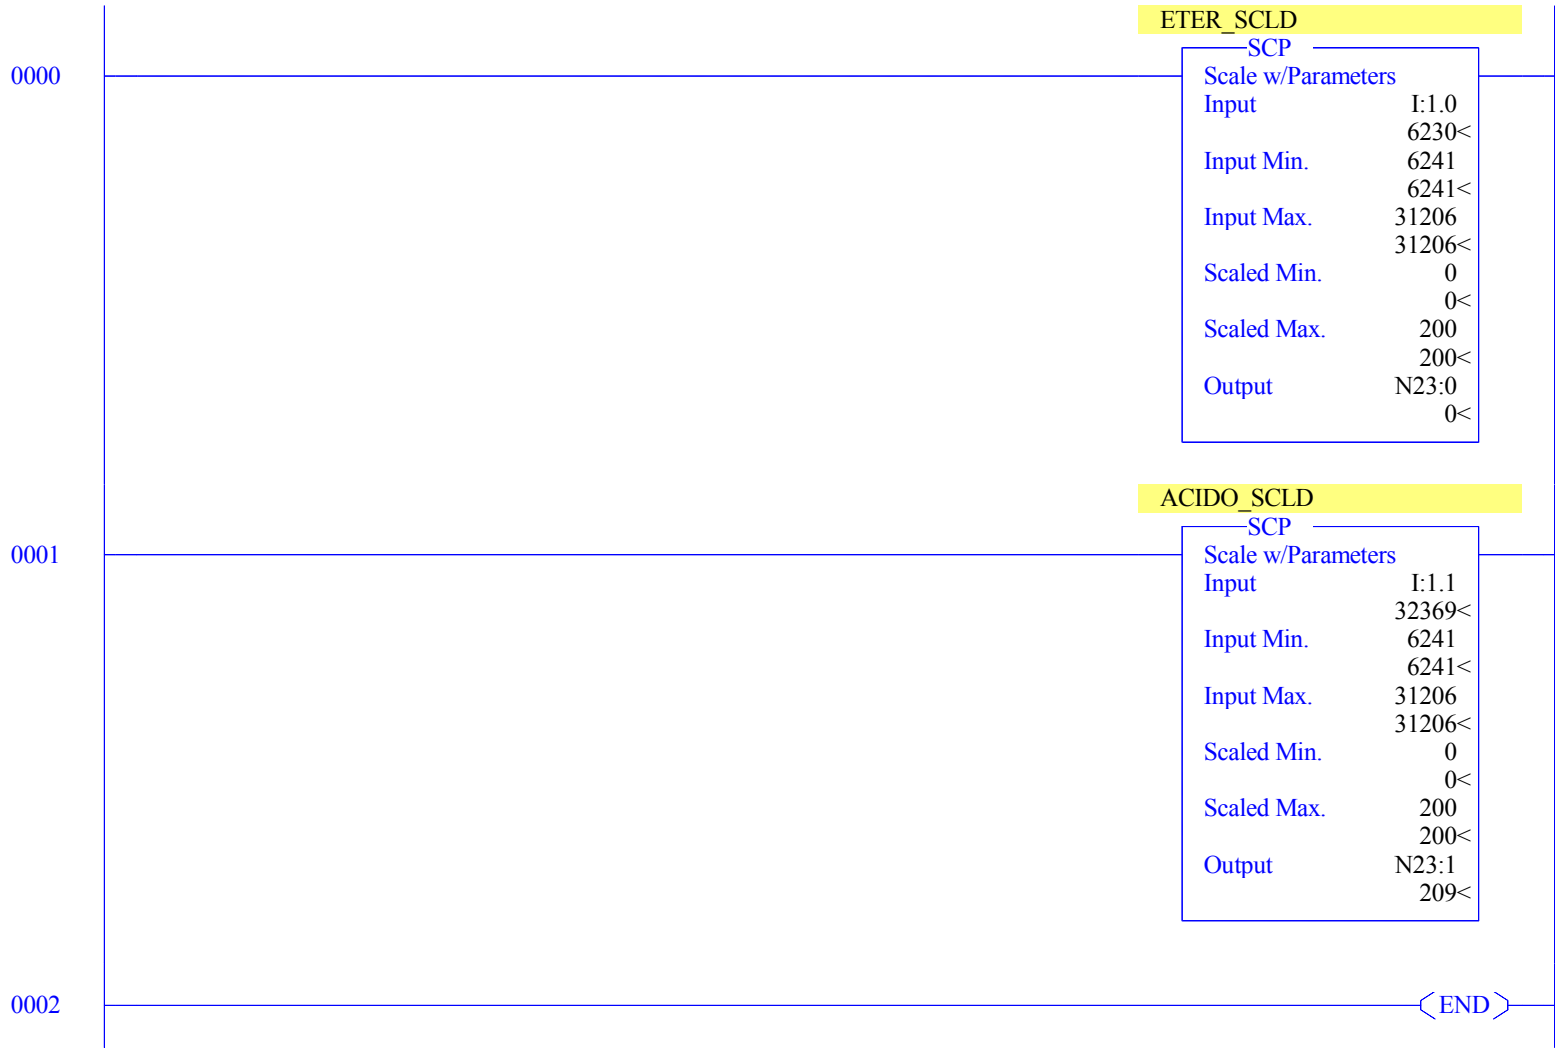 ETER_SCLD
SCP
0000
Scale w/Parameters
Input I:1.0
6230<
Input Min. 6241
6241<
Input Max. 31206
31206<
Scaled Min. 0
0<
Scaled Max. 200
200<
Output N23:0
0<
ACIDO_SCLD
SCP
0001
Scale w/Parameters
Input I:1.1
32369<
Input Min. 6241
6241<
Input Max. 31206
31206<
Scaled Min. 0
0<
Scaled Max. 200
200<
Output N23:1
209<
0002
END